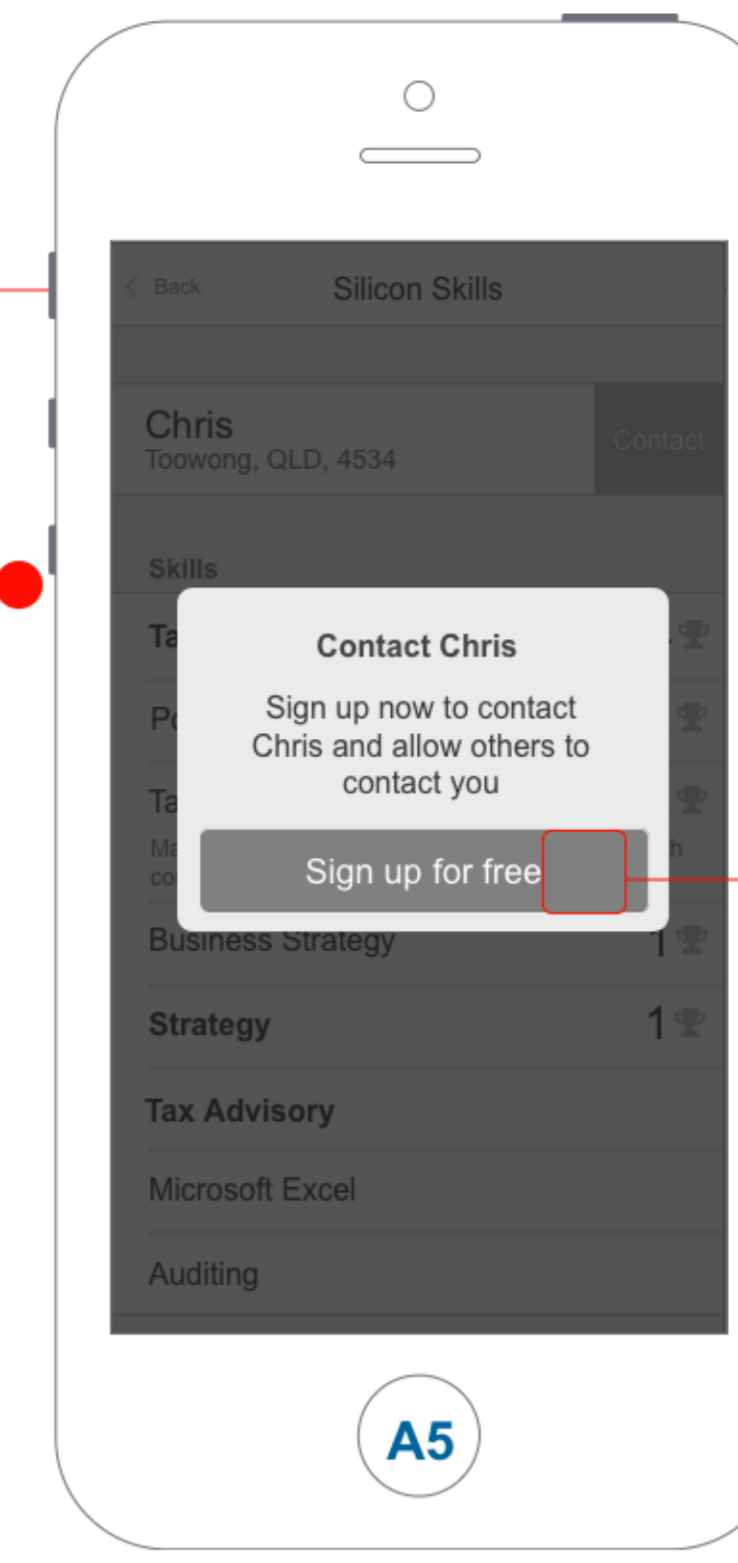 Back Silicon Skills
Chris
Toowong, QLD, 4534
Contact
Skills
Contact Chris
Sign up now to contact
Chris and allow others to
contact you
Sign up for free
Business Strategy 1
Strategy 1
Tax Advisory
Microsoft Excel
Auditing
A5